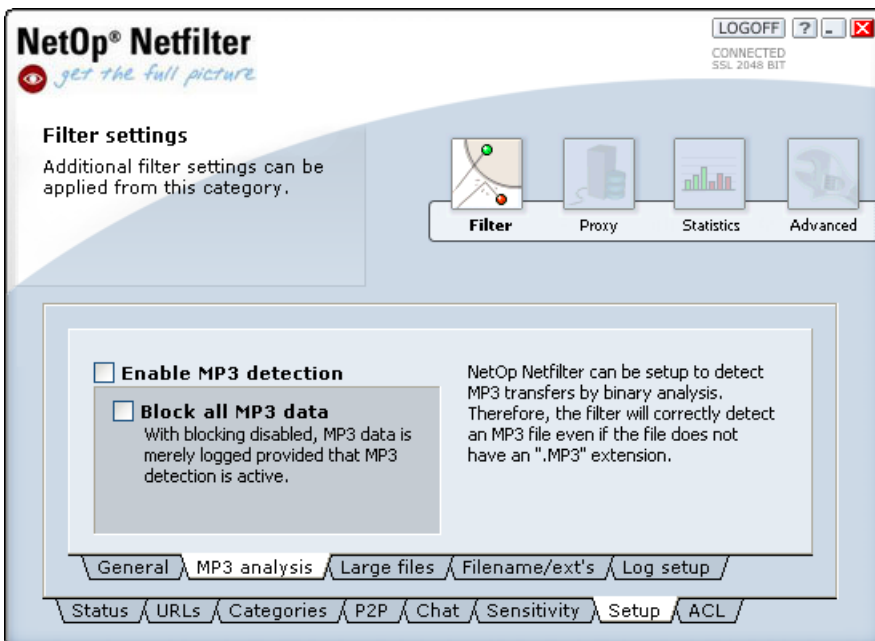 NetOp® Netfilter
get the full picture
LOGOFF ? - X
CONNECTED
SSL 2048 BIT
Filter settings
Additional filter settings can be
applied from this category.
Filter
Proxy
Statistics
Advanced
Enable MP3 detection
Block all MP3 data
With blocking disabled, MP3 data is
merely logged provided that MP3
detection is active.
NetOp Netfilter can be setup to detect
MP3 transfers by binary analysis.
Therefore, the filter will correctly detect
an MP3 file even if the file does not
have an ".MP3" extension.
General MP3 analysis Large files Filename/ext's Log setup
Status URLs Categories P2P Chat Sensitivity Setup ACL